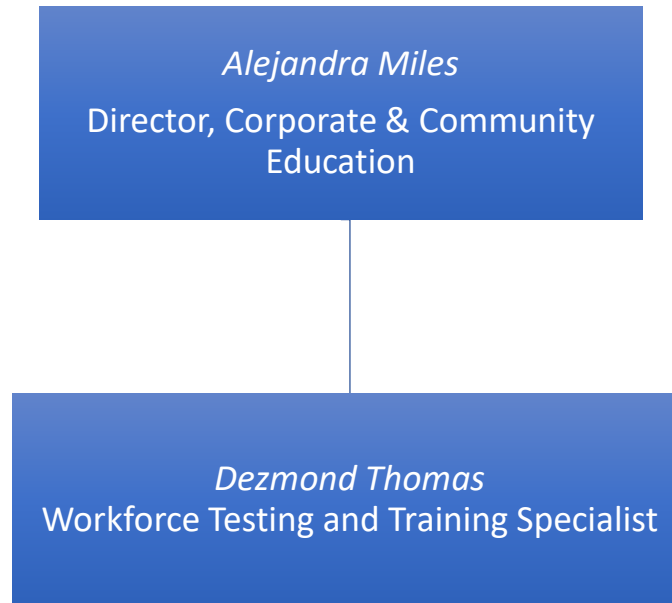 Alejandra Miles
Director, Corporate & Community
Education
Dezmond Thomas
Workforce Testing and Training Specialist